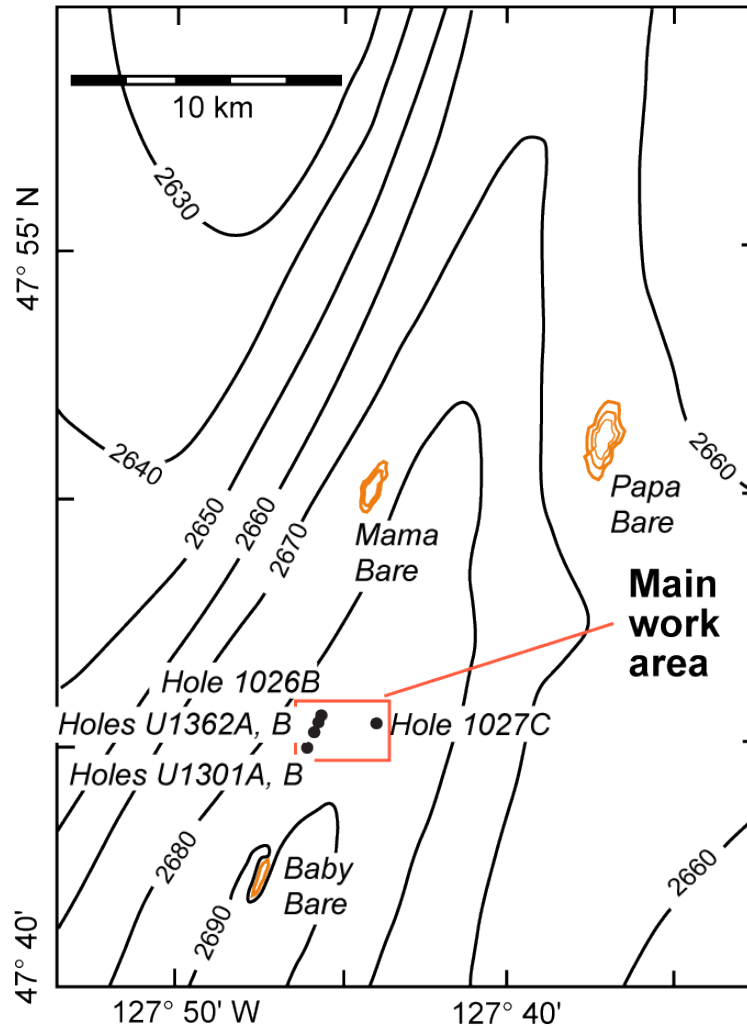 10 km
2630
47° 55' N
2640
2650
2660
2670
2660
Papa
Bare
Mama
Bare
Main
work
area
Hole 1026B
Holes U1362A, B
Hole 1027C
Holes U1301A, B
2680
2690
Baby
Bare
2660
47° 40'
127° 50' W
127° 40'